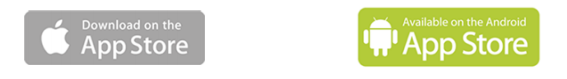 Download on the
App Store
Available on the Android
App Store